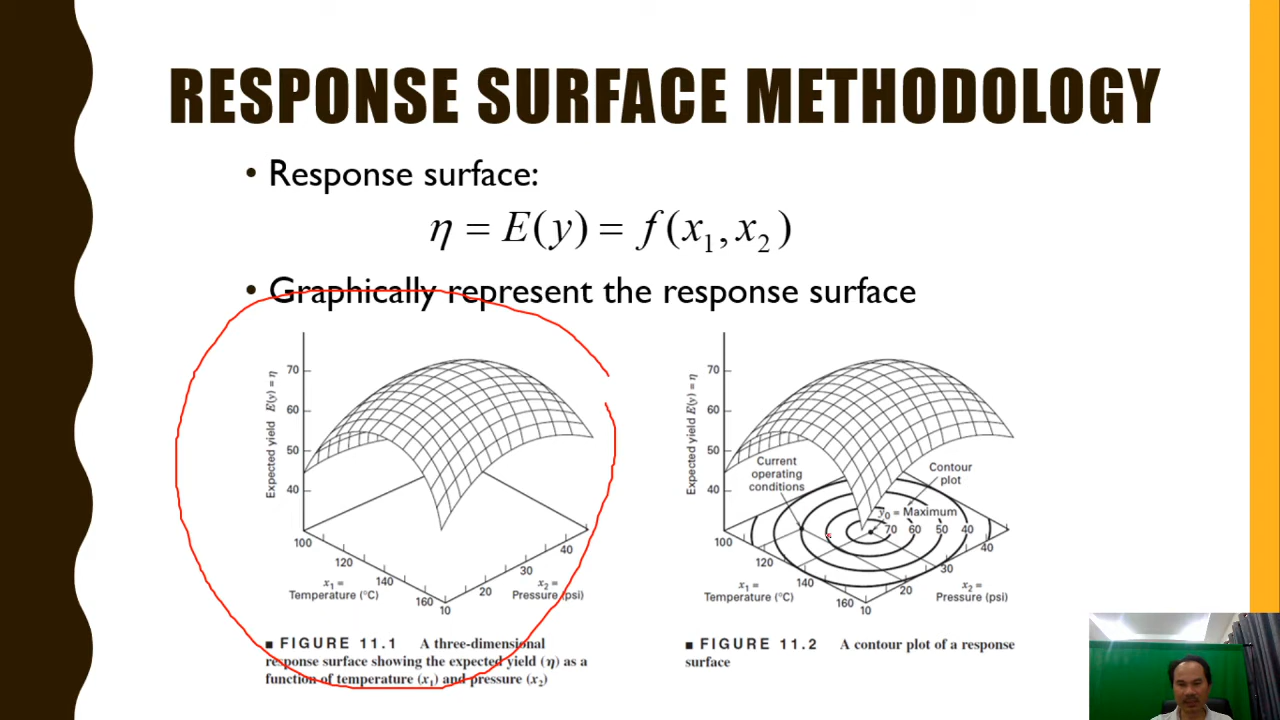 RESPONSE SURFACE METHODOLOGY
• Response surface:
η = E(y) = f(x₁, x₂)
• Graphically represent the response surface
70
60
50
40
Expected yield E(y) = η
100
120
140
160
x₁ =
Temperature (°C)
10
20
30
40
x₂ =
Pressure (psi)
■ FIGURE 11.1 A three-dimensional
response surface showing the expected yield (η) as a
function of temperature (x₁) and pressure (x₂)
70
60
50
40
Expected yield E(y) = η
Current
operating
conditions
Contour
plot
y₀ = Maximum
70 60 50 40
100
120
140
160
x₁ =
Temperature (°C)
10
20
30
40
x₂ =
Pressure (psi)
■ FIGURE 11.2 A contour plot of a response
surface